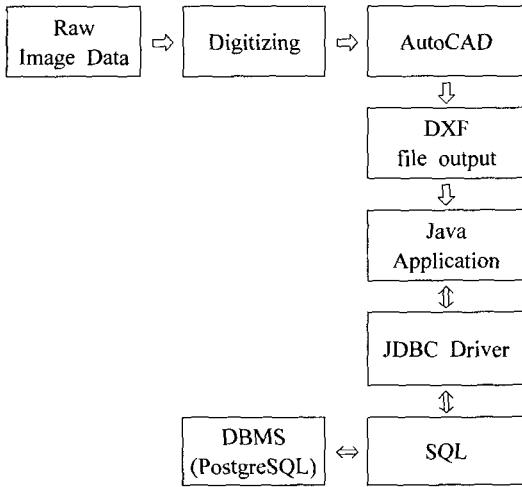 Raw
Image Data
Digitizing
AutoCAD
DXF
file output
Java
Application
JDBC Driver
DBMS
(PostgreSQL)
SQL